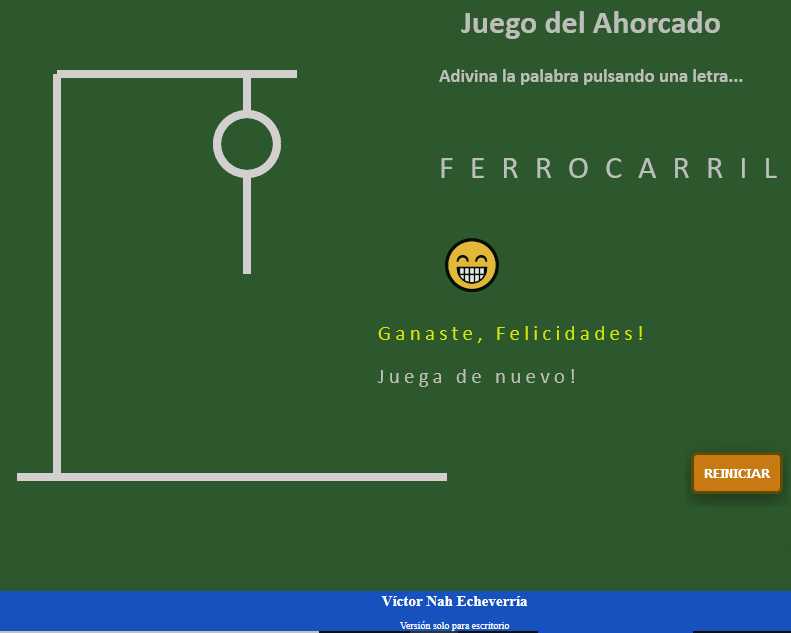 Juego del Ahorcado
Adivina la palabra pulsando una letra...
F E R R O C A R R I L
Ganaste, Felicidades!
Juega de nuevo!
REINICIAR
Víctor Nah Echeverría
Versión solo para escritorio